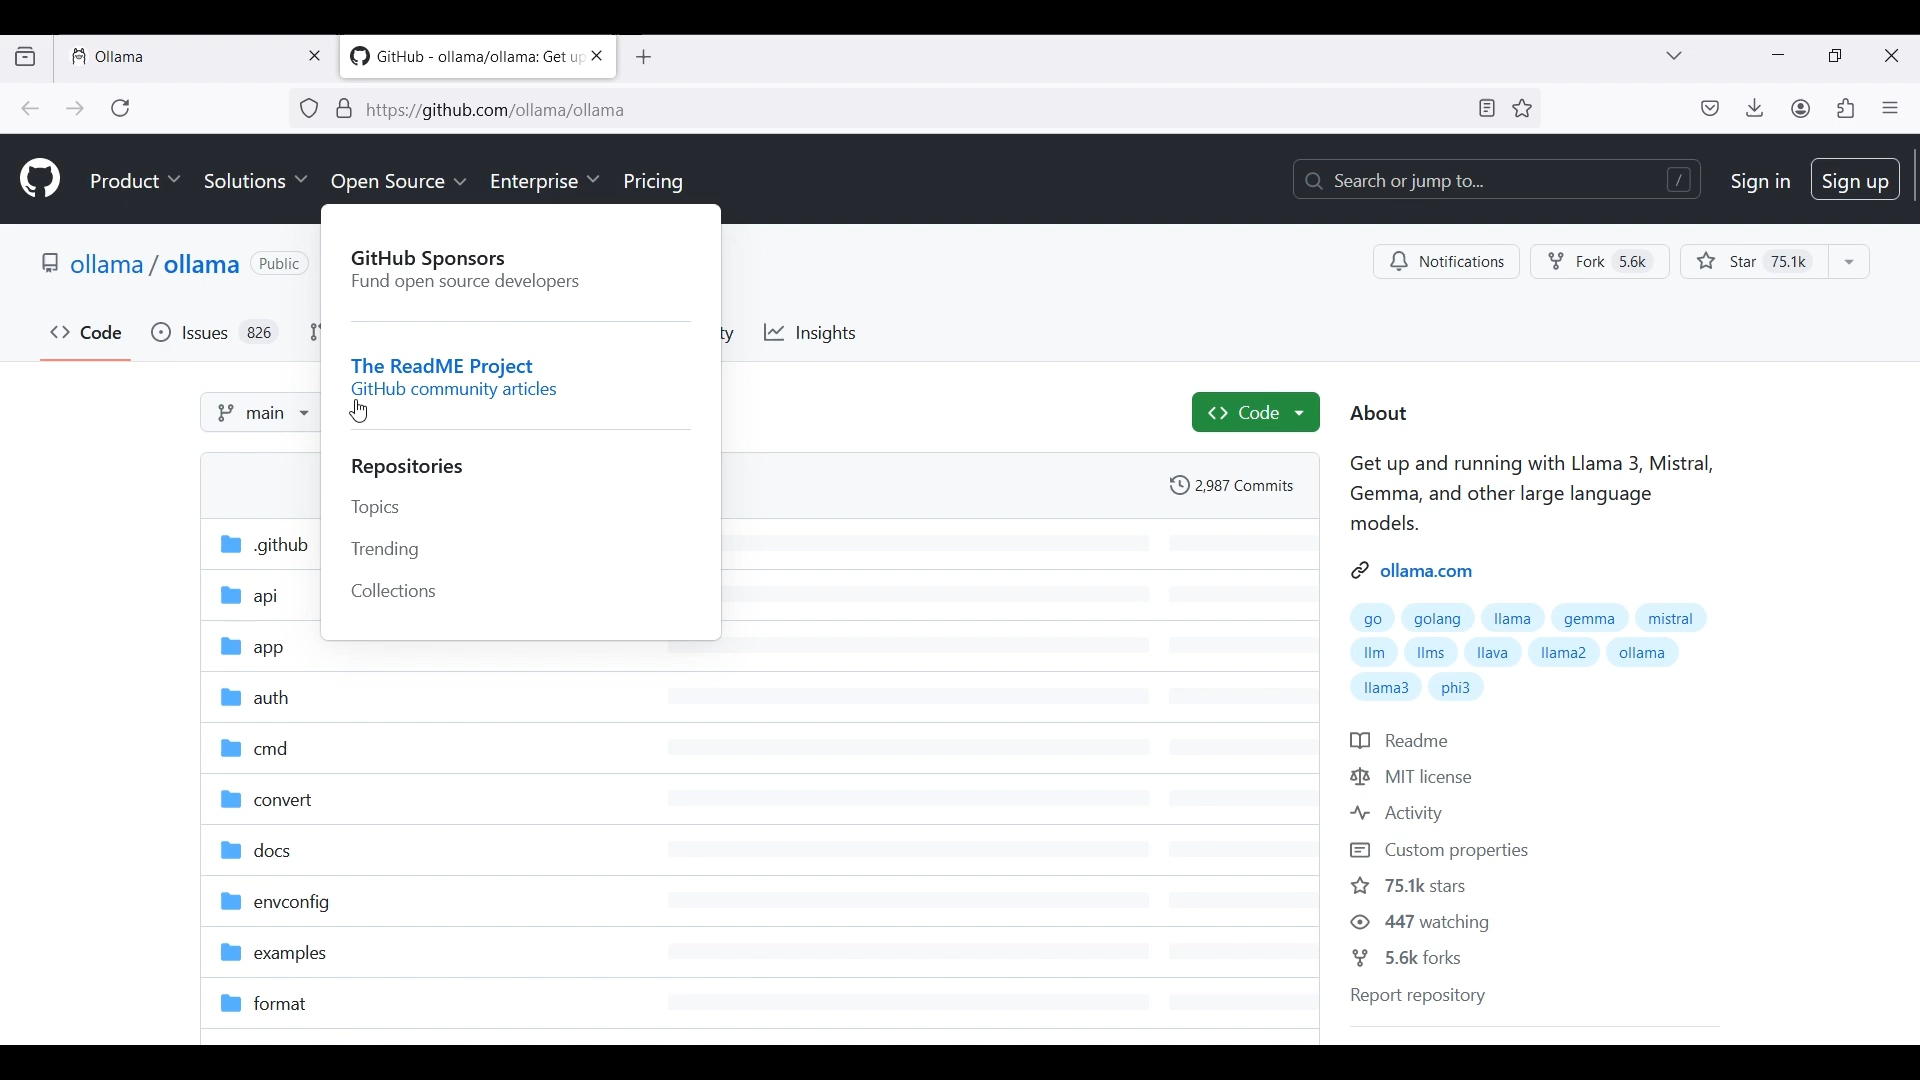 Ollama
GitHub - ollama/ollama: Get up
https://github.com/ollama/ollama
Product Solutions Open Source Enterprise Pricing
Search or jump to... /
Sign in Sign up
ollama / ollama Public
Notifications Fork 5.6k Star 75.1k
Code Issues 826
ty Insights
GitHub Sponsors
Fund open source developers
The ReadME Project
GitHub community articles
Repositories
Topics
Trending
Collections
main
Code
2,987 Commits
.github
api
app
auth
cmd
convert
docs
envconfig
examples
format
About
Get up and running with Llama 3, Mistral,
Gemma, and other large language
models.
ollama.com
go golang llama gemma mistral
llm llms llava llama2 ollama
llama3 phi3
Readme
MIT license
Activity
Custom properties
75.1k stars
447 watching
5.6k forks
Report repository